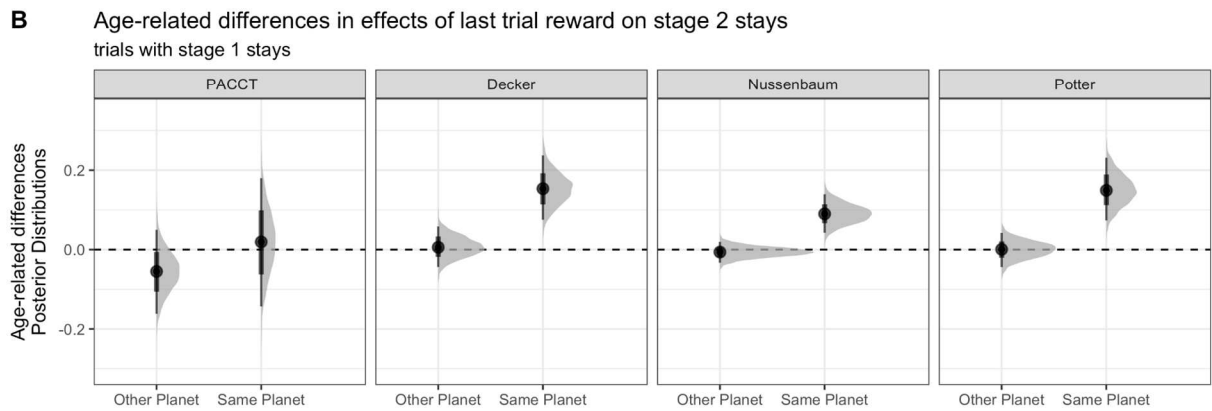 B Age-related differences in effects of last trial reward on stage 2 stays
trials with stage 1 stays
PACCT Decker Nussenbaum Potter
Age-related differences
Posterior Distributions
0.2
0.0
-0.2
Other Planet Same Planet Other Planet Same Planet Other Planet Same Planet Other Planet Same Planet